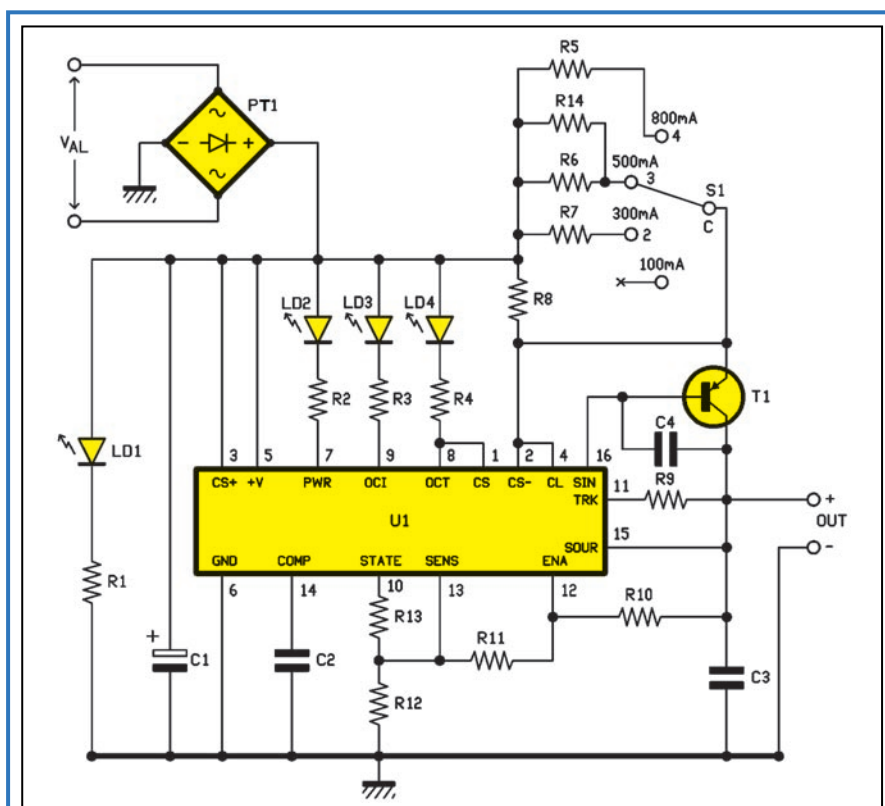 R5
R14
PT1
800mA
4
VAL
R6
500mA
3
S1
C
R7
300mA
2
100mA
R8
LD2
LD3
LD4
T1
R2
R3
R4
C4
LD1
3 5 7 9 8 1 2 4 16
CS+ +V PWR OCI OCT CS CS- CL SIN
TRK
11
R9
+
OUT
-
U1
15
SOUR
GND COMP STATE SENS ENA
6 14 10 13 12
R1
R13
R10
R11
+
C1
C2
R12
C3